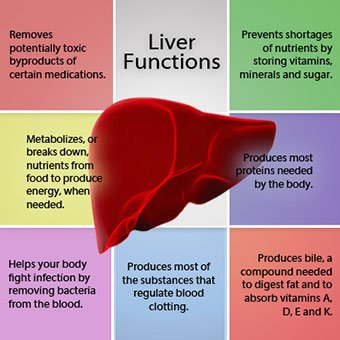 Removes
potentially toxic
byproducts of
certain medications.
Liver
Functions
Prevents shortages
of nutrients by
storing vitamins,
minerals and sugar.
Metabolizes, or
breaks down,
nutrients from
food to produce
energy, when
needed.
Produces most
proteins needed
by the body.
Helps your body
fight infection by
removing bacteria
from the blood.
Produces most of
the substances that
regulate blood
clotting.
Produces bile, a
compound needed
to digest fat and to
absorb vitamins A,
D, E and K.